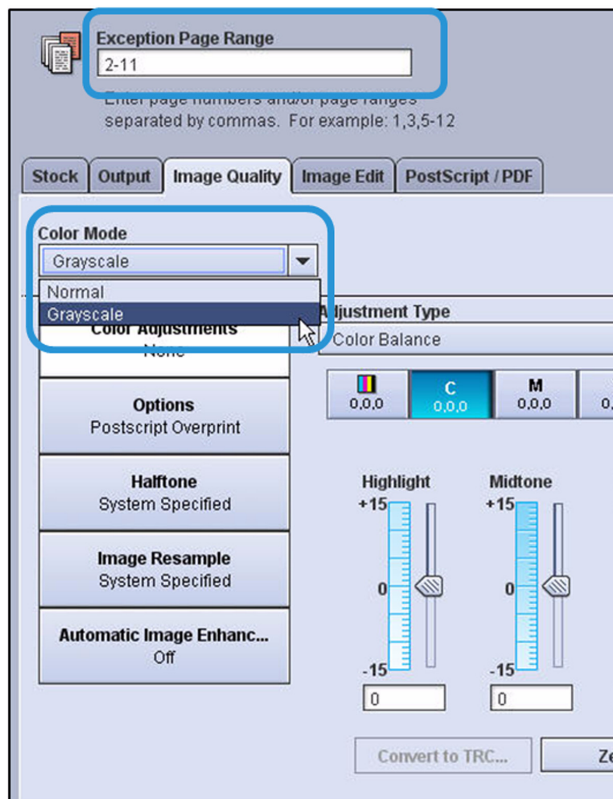 Exception Page Range
2-11
Enter page numbers and/or page ranges
separated by commas. For example: 1,3,5-12
Stock Output Image Quality Image Edit PostScript / PDF
Color Mode
Grayscale
Normal
Grayscale
Color Adjustments
None
Adjustment Type
Color Balance
C M
0,0,0 0,0,0 0,0,0 0,
Options
Postscript Overprint
Halftone
System Specified
Image Resample
System Specified
Automatic Image Enhanc...
Off
Highlight Midtone
+15 +15
0 0
-15 -15
0 0
Convert to TRC...